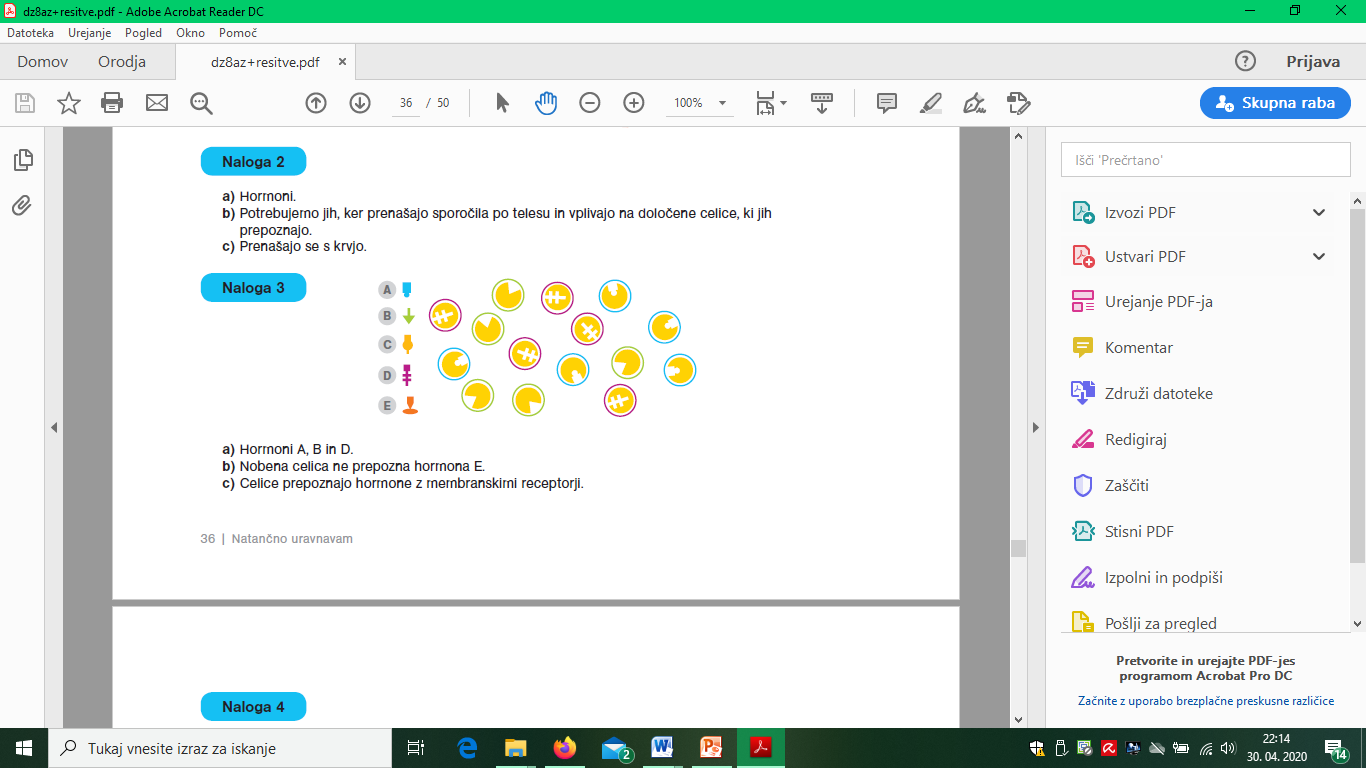 dz8az+resitve.pdf - Adobe Acrobat Reader DC
Datoteka Urejanje Pogled Okno Pomoč
Domov Orodja dz8az+resitve.pdf × ? Prijava
36 / 50 100% Skupna raba
Naloga 2
a) Hormoni.
b) Potrebujemo jih, ker prenašajo sporočila po telesu in vplivajo na določene celice, ki jih
prepoznajo.
c) Prenašajo se s krvjo.
Naloga 3
A
B
C
D
E
a) Hormoni A, B in D.
b) Nobena celica ne prepozna hormona E.
c) Celice prepoznajo hormone z membranskimi receptorji.
36 | Natančno uravnavam
Naloga 4
Išči 'Prečrtano'
Izvozi PDF
Ustvari PDF
Urejanje PDF-ja
Komentar
Združi datoteke
Redigiraj
Zaščiti
Stisni PDF
Izpolni in podpiši
Pošlji za pregled
Pretvorite in urejajte PDF-jes
programom Acrobat Pro DC
Začnite z uporabo brezplačne preskusne različice
Tukaj vnesite izraz za iskanje
2
22:14
30. 04. 2020
14